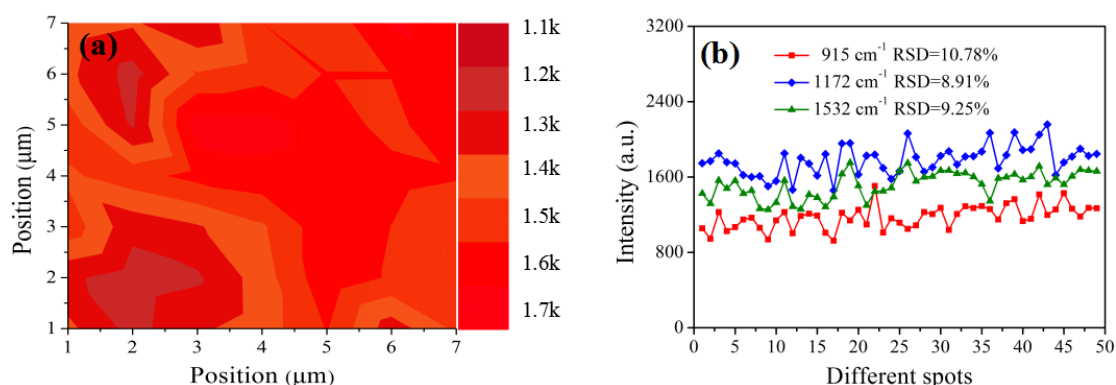 (a)
7
6
5
4
3
2
1
Position (μm)
1 2 3 4 5 6 7
Position (μm)
1.1k
1.2k
1.3k
1.4k
1.5k
1.6k
1.7k
(b)
915 cm⁻¹ RSD=10.78%
1172 cm⁻¹ RSD=8.91%
1532 cm⁻¹ RSD=9.25%
3200
2400
1600
800
0
Intensity (a.u.)
0 5 10 15 20 25 30 35 40 45 50
Different spots